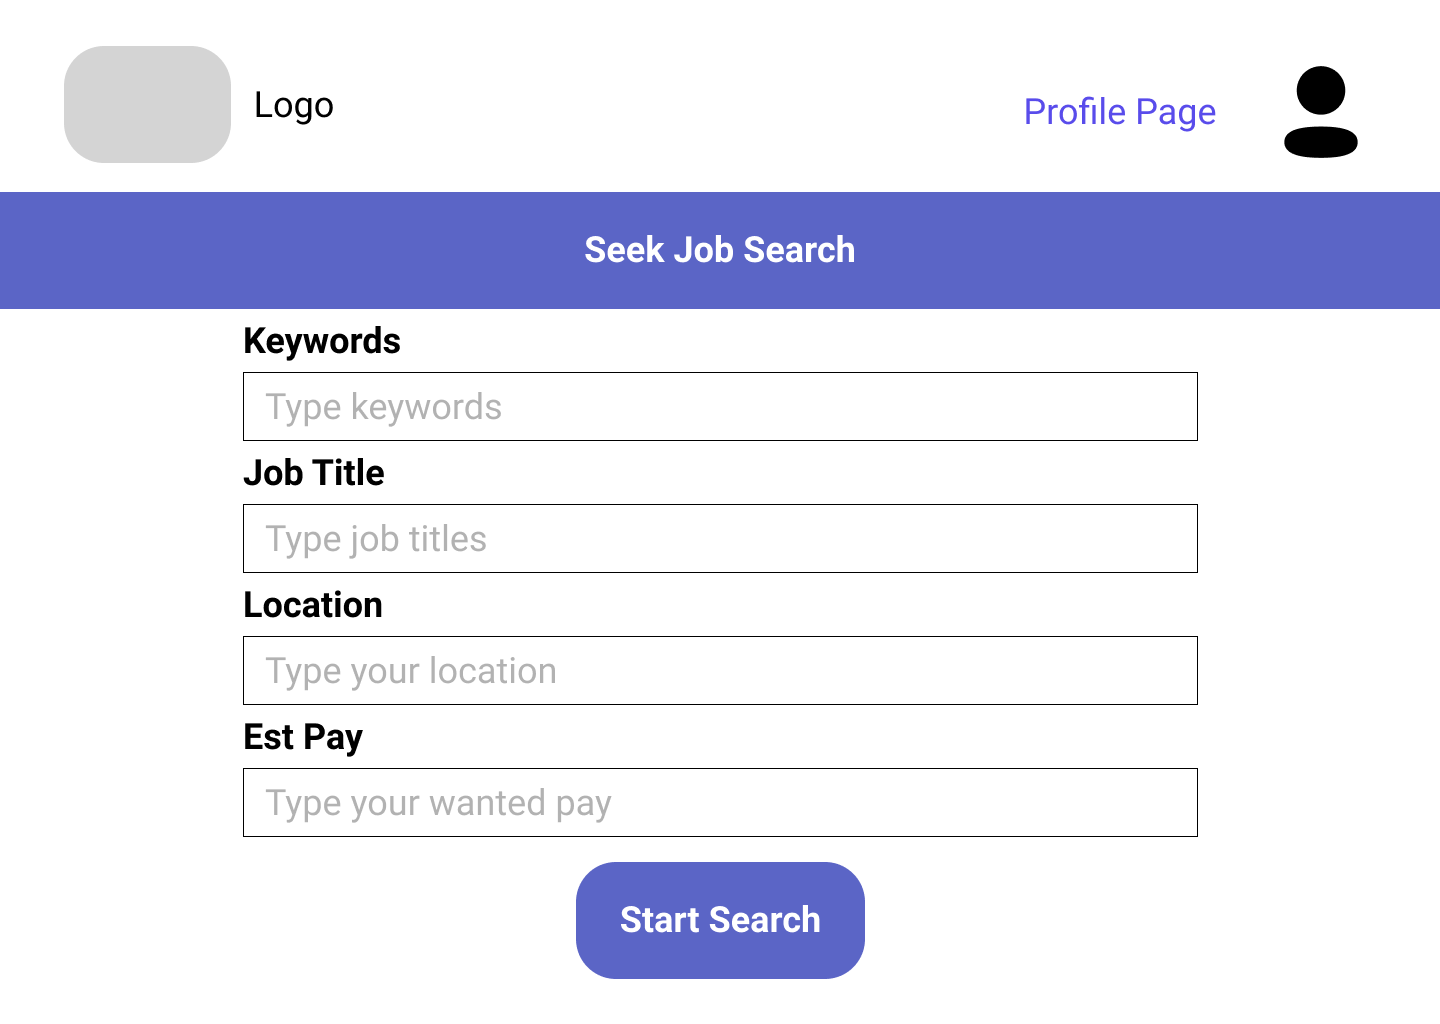 Logo
Profile Page
Seek Job Search
Keywords
Type keywords
Job Title
Type job titles
Location
Type your location
Est Pay
Type your wanted pay
Start Search